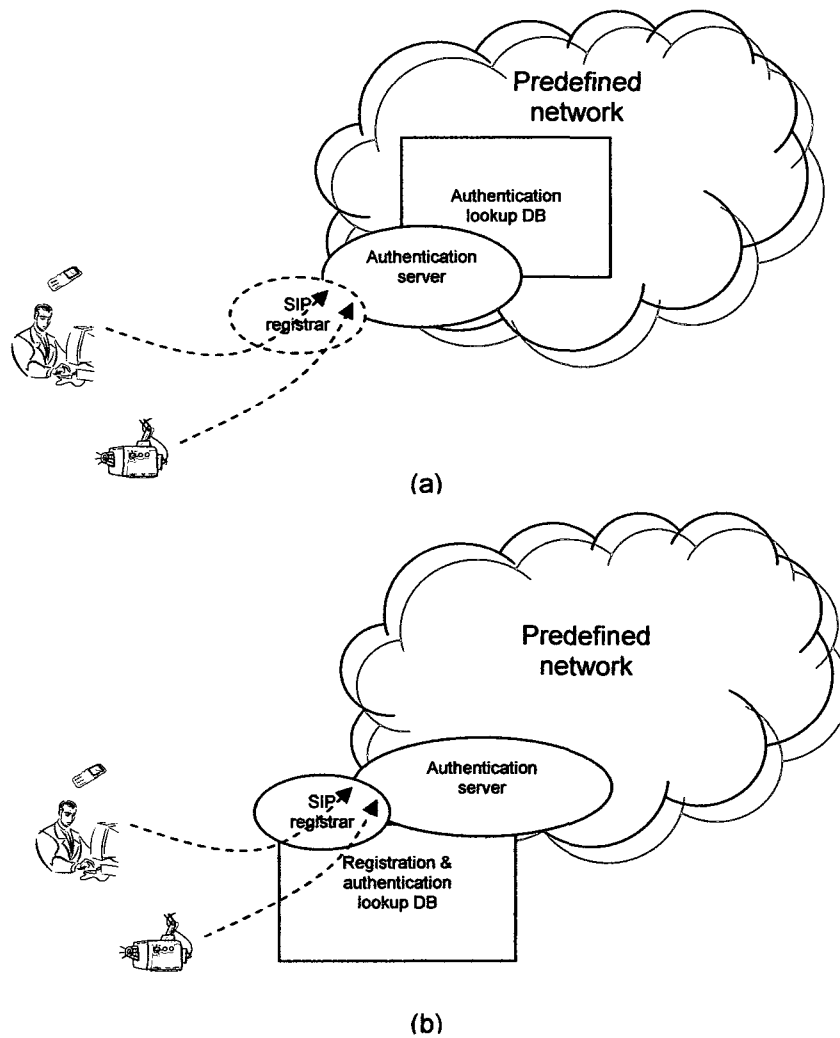 Predefined
network
Authentication
lookup DB
Authentication
server
SIP
registrar
(a)
Predefined
network
Authentication
server
SIP
registrar
Registration &
authentication
lookup DB
(b)